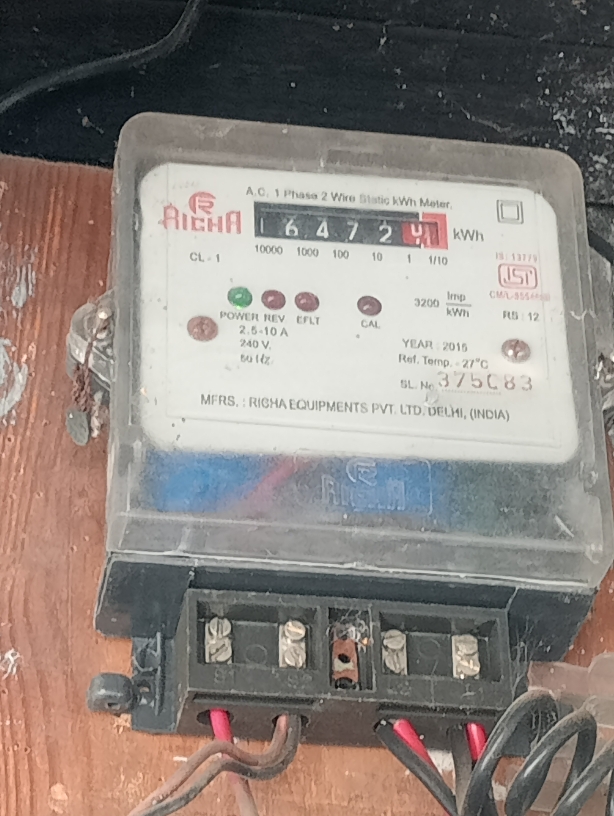 A.C. 1 Phase 2 Wire Static kWh Meter.
RICHA
1 6 4 7 2 kWh
10000 1000 100 10 1 1/10
CL - 1
IS : 13779
ISI
3200 Imp/kWh
RS : 12
POWER REV EFLT
CAL
2.5-10 A
240 V.
50 Hz.
YEAR : 2015
Ref. Temp. - 27°C
SL. No.
MFRS. : RICHA EQUIPMENTS PVT. LTD. DELHI, (INDIA)
RICHA